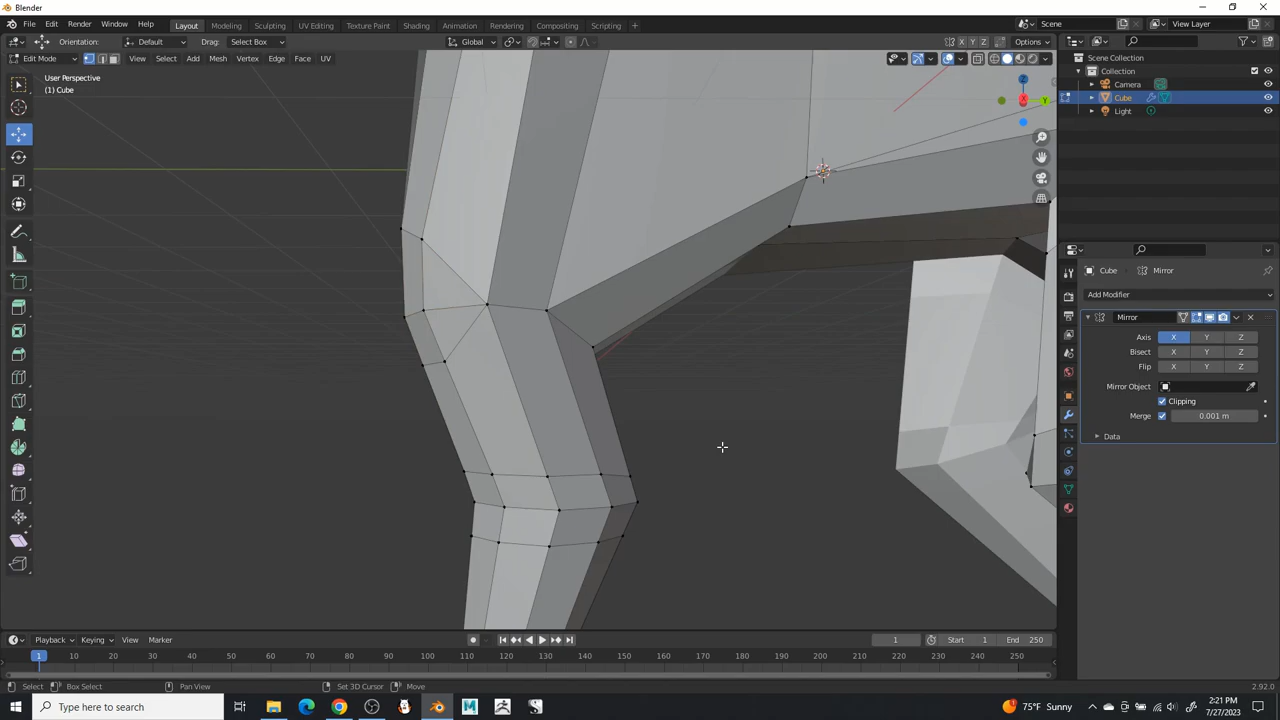 Blender
File Edit Render Window Help Layout Modeling Sculpting UV Editing Texture Paint Shading Animation Rendering Compositing Scripting + Scene View Layer
Orientation: Default Drag: Select Box Global X Y Z Options
Edit Mode View Select Add Mesh Vertex Edge Face UV
User Perspective
(1) Cube
Scene Collection
Collection
Camera
Cube
Light
Z
X
Y
Cube Mirror
Add Modifier
Mirror
Axis X Y Z
Bisect X Y Z
Flip X Y Z
Mirror Object
Clipping
Merge 0.001 m
Data
Playback Keying View Marker 1 Start 1 End 250
1 10 20 30 40 50 60 70 80 90 100 110 120 130 140 150 160 170 180 190 200 210 220 230 240 250
Select Box Select Pan View Set 3D Cursor Move 2.92.0
Type here to search 75°F Sunny 2:21 PM
7/27/2023